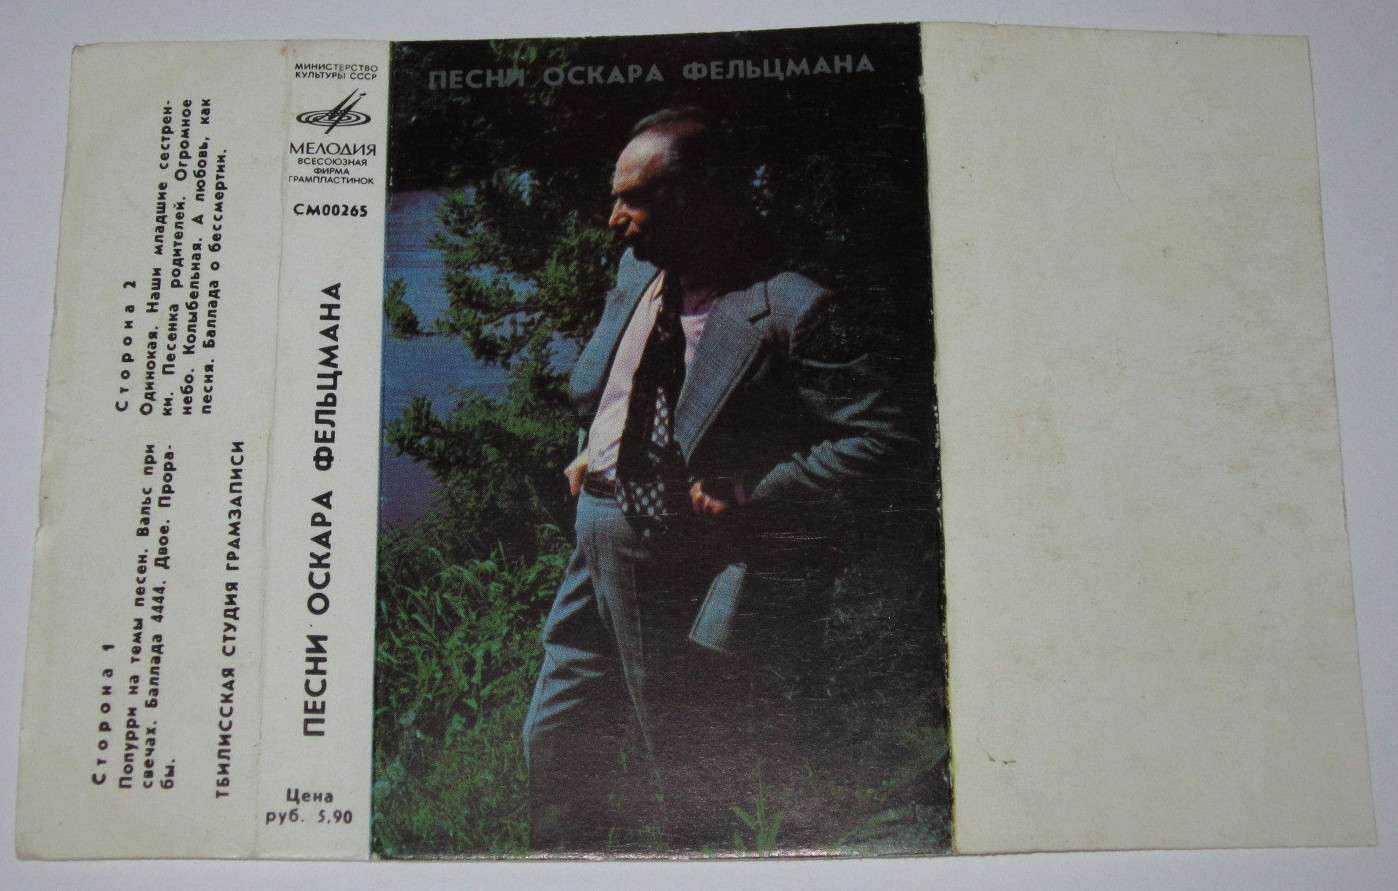 Сторона 1
Попурри на темы песен. Вальс при
свечах. Баллада 4444. Двое. Прора-
бы.
Сторона 2
Одинокая. Наши младшие сестрен-
ки. Песенка родителей. Огромное
небо. Колыбельная. А любовь, как
песня. Баллада о бессмертии.
ТБИЛИССКАЯ СТУДИЯ ГРАМЗАПИСИ
МИНИСТЕРСТВО
КУЛЬТУРЫ СССР
МЕЛОДИЯ
ВСЕСОЮЗНАЯ
ФИРМА
ГРАМПЛАСТИНОК
СМ00265
ПЕСНИ ОСКАРА ФЕЛЬЦМАНА
Цена
руб. 5,90
ПЕСНИ ОСКАРА ФЕЛЬЦМАНА